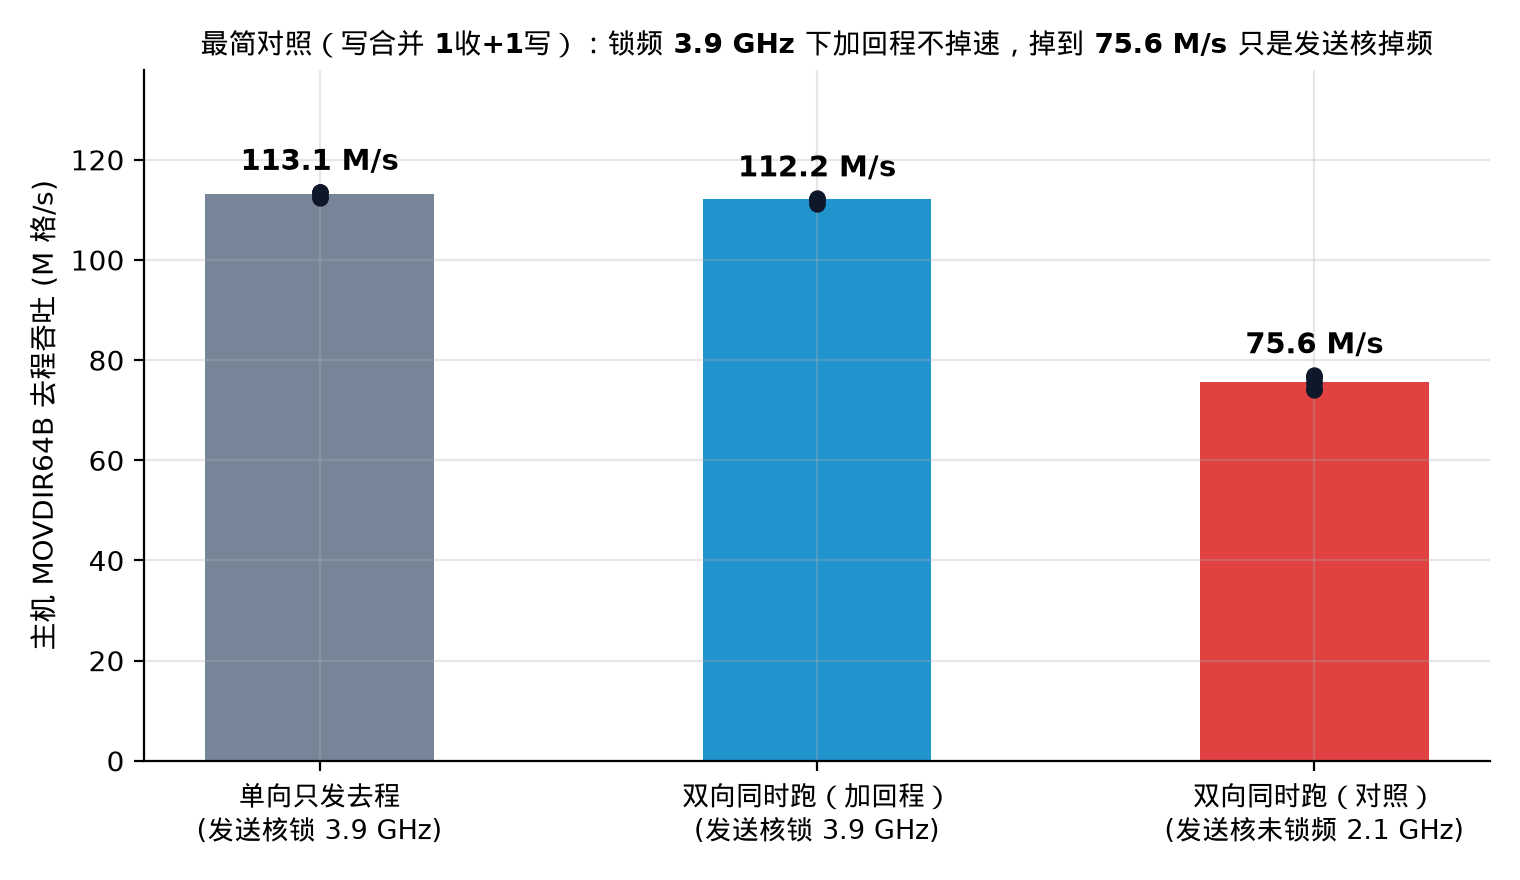 最简对照（写合并 1收+1写）：锁频 3.9 GHz 下加回程不掉速，掉到 75.6 M/s 只是发送核掉频
主机 MOVDIR64B 去程吞吐 (M 格/s)
120
100
80
60
40
20
0
113.1 M/s
112.2 M/s
75.6 M/s
单向只发去程
(发送核锁 3.9 GHz)
双向同时跑（加回程）
(发送核锁 3.9 GHz)
双向同时跑（对照）
(发送核未锁频 2.1 GHz)